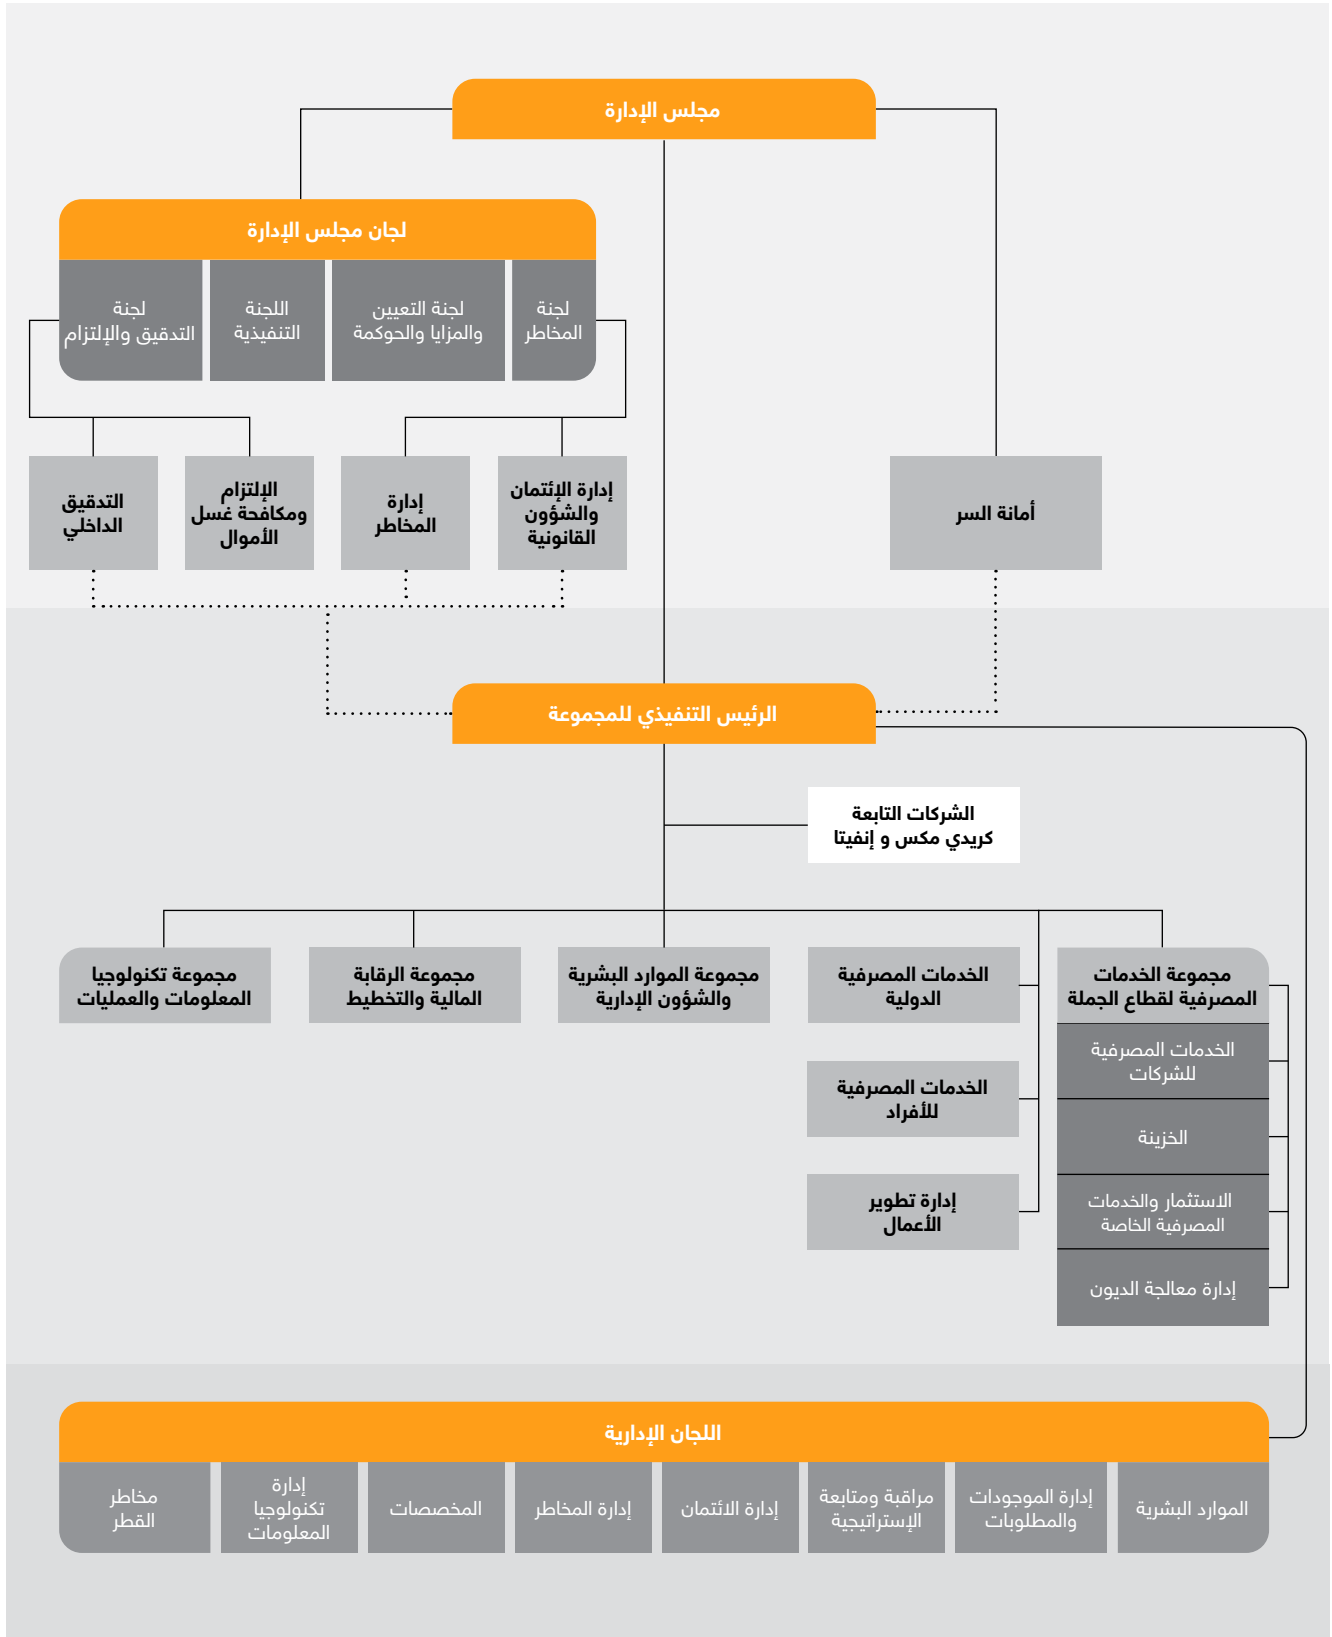 مجلس الإدارة
لجان مجلس الإدارة
لجنة
المخاطر
لجنة التعيين
والمزايا والحوكمة
اللجنة
التنفيذية
لجنة
التدقيق والإلتزام
أمانة السر
إدارة الإئتمان
والشؤون
القانونية
إدارة
المخاطر
الإلتزام
ومكافحة غسل
الأموال
التدقيق
الداخلي
الرئيس التنفيذي للمجموعة
الشركات التابعة
كريدي مكس و إنفيتا
مجموعة الخدمات
المصرفية لقطاع الجملة
الخدمات المصرفية
للشركات
الخزينة
الاستثمار والخدمات
المصرفية الخاصة
إدارة معالجة الديون
الخدمات المصرفية
الدولية
الخدمات المصرفية
للأفراد
إدارة تطوير
الأعمال
مجموعة الموارد البشرية
والشؤون الإدارية
مجموعة الرقابة
المالية والتخطيط
مجموعة تكنولوجيا
المعلومات والعمليات
اللجان الإدارية
الموارد البشرية
إدارة الموجودات
والمطلوبات
مراقبة ومتابعة
الإستراتيجية
إدارة الائتمان
إدارة المخاطر
المخصصات
إدارة
تكنولوجيا
المعلومات
مخاطر
القطر